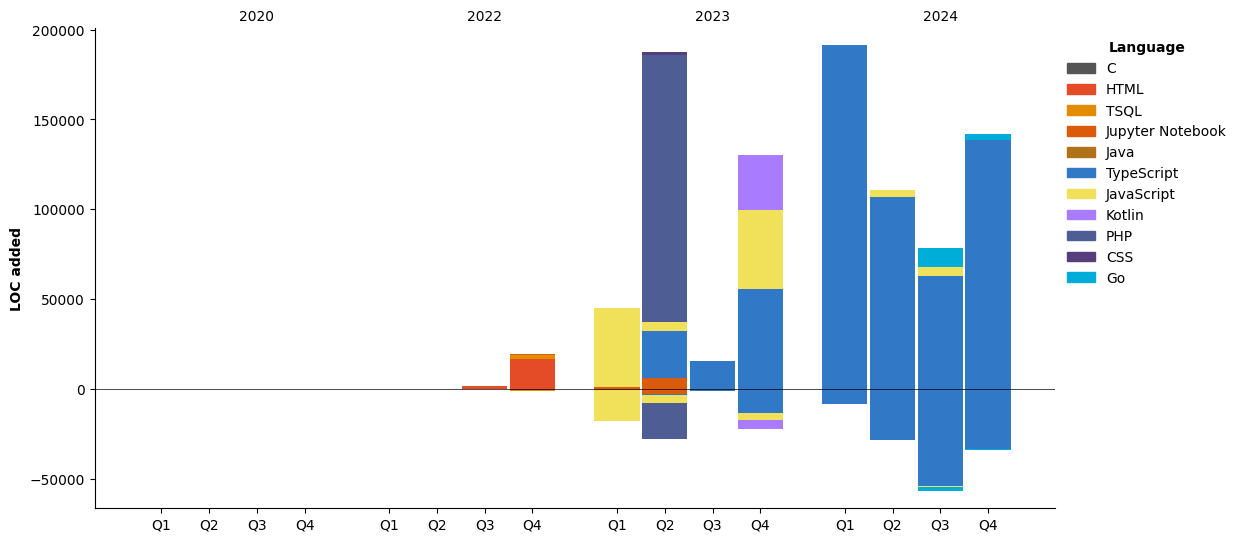 2020 2022 2023 2024
200000
150000
100000
50000
0
−50000
LOC added
Q1 Q2 Q3 Q4 Q1 Q2 Q3 Q4 Q1 Q2 Q3 Q4 Q1 Q2 Q3 Q4
Language
C
HTML
TSQL
Jupyter Notebook
Java
TypeScript
JavaScript
Kotlin
PHP
CSS
Go